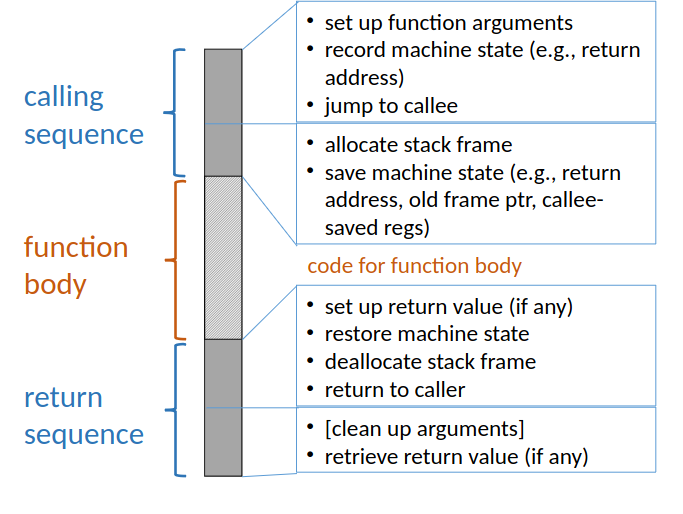 • set up function arguments
• record machine state (e.g., return
address)
• jump to callee
calling
sequence
• allocate stack frame
• save machine state (e.g., return
address, old frame ptr, callee-
saved regs)
function
body
code for function body
• set up return value (if any)
• restore machine state
• deallocate stack frame
• return to caller
return
sequence
• [clean up arguments]
• retrieve return value (if any)